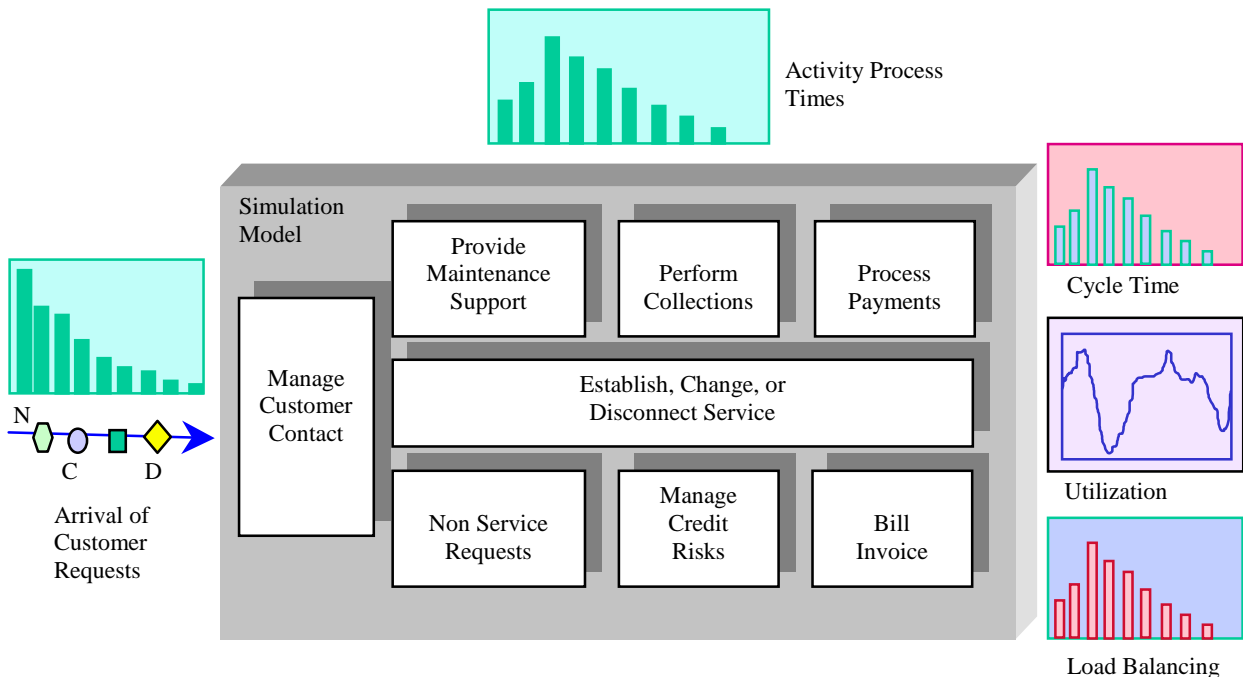 Activity Process
Times
Simulation
Model
Provide
Maintenance
Support
Perform
Collections
Process
Payments
Cycle Time
Manage
Customer
Contact
Establish, Change, or
Disconnect Service
N
C
D
Arrival of
Customer
Requests
Utilization
Non Service
Requests
Manage
Credit
Risks
Bill
Invoice
Load Balancing